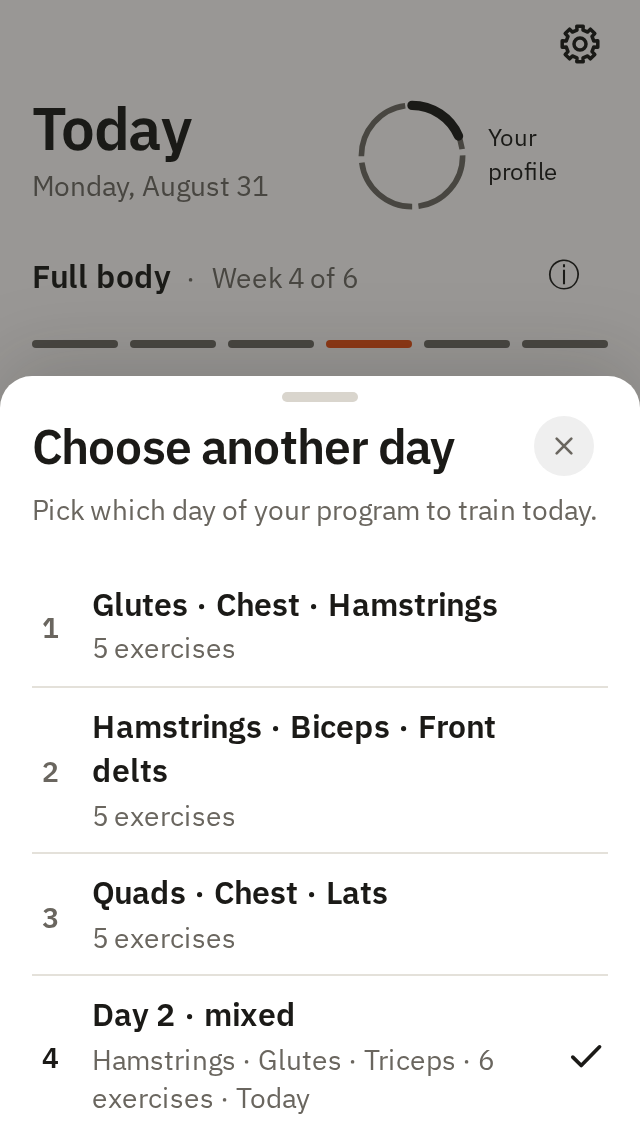 Today
Monday, August 31
Your
profile
Full body · Week 4 of 6
Choose another day
Pick which day of your program to train today.
1
Glutes · Chest · Hamstrings
5 exercises
2
Hamstrings · Biceps · Front
delts
5 exercises
3
Quads · Chest · Lats
5 exercises
4
Day 2 · mixed
Hamstrings · Glutes · Triceps · 6
exercises · Today